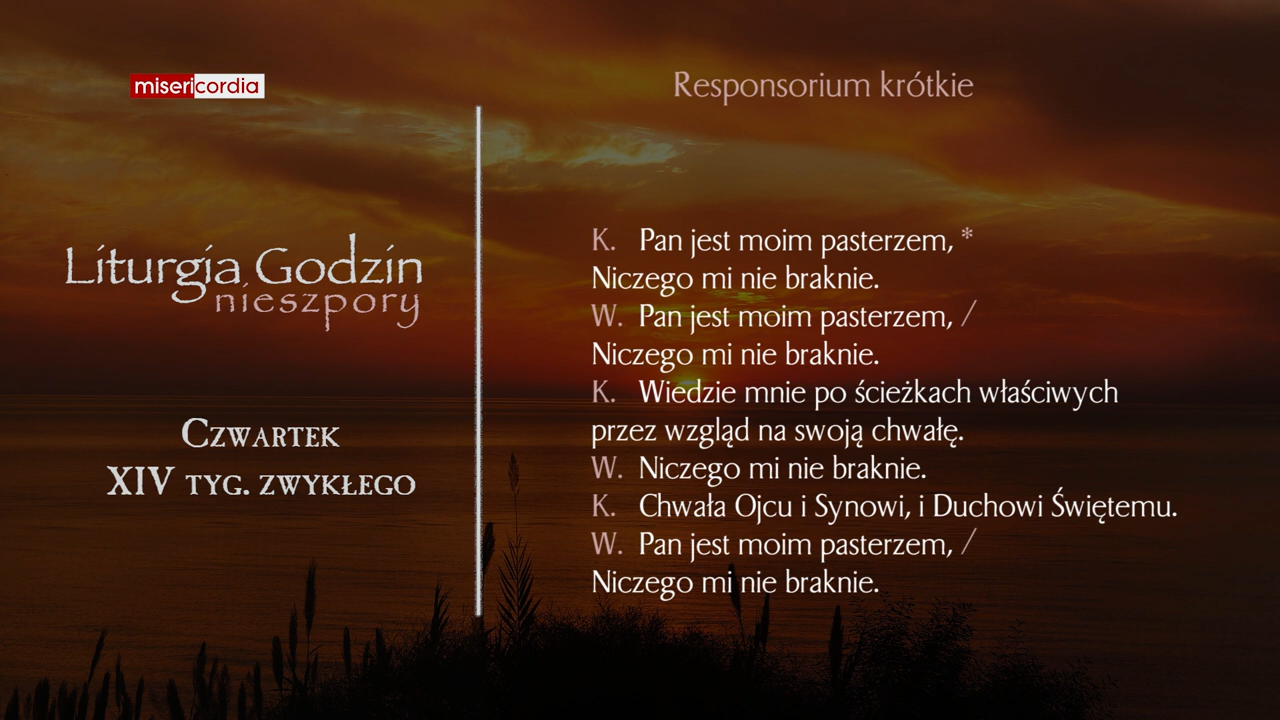 misericordia
Liturgia Godzin
nieszpory
Czwartek
XIV tyg. zwykłego
Responsorium krótkie
K. Pan jest moim pasterzem, *
Niczego mi nie braknie.
W. Pan jest moim pasterzem, /
Niczego mi nie braknie.
K. Wiedzie mnie po ścieżkach właściwych
przez wzgląd na swoją chwałę.
W. Niczego mi nie braknie.
K. Chwała Ojcu i Synowi, i Duchowi Świętemu.
W. Pan jest moim pasterzem, /
Niczego mi nie braknie.